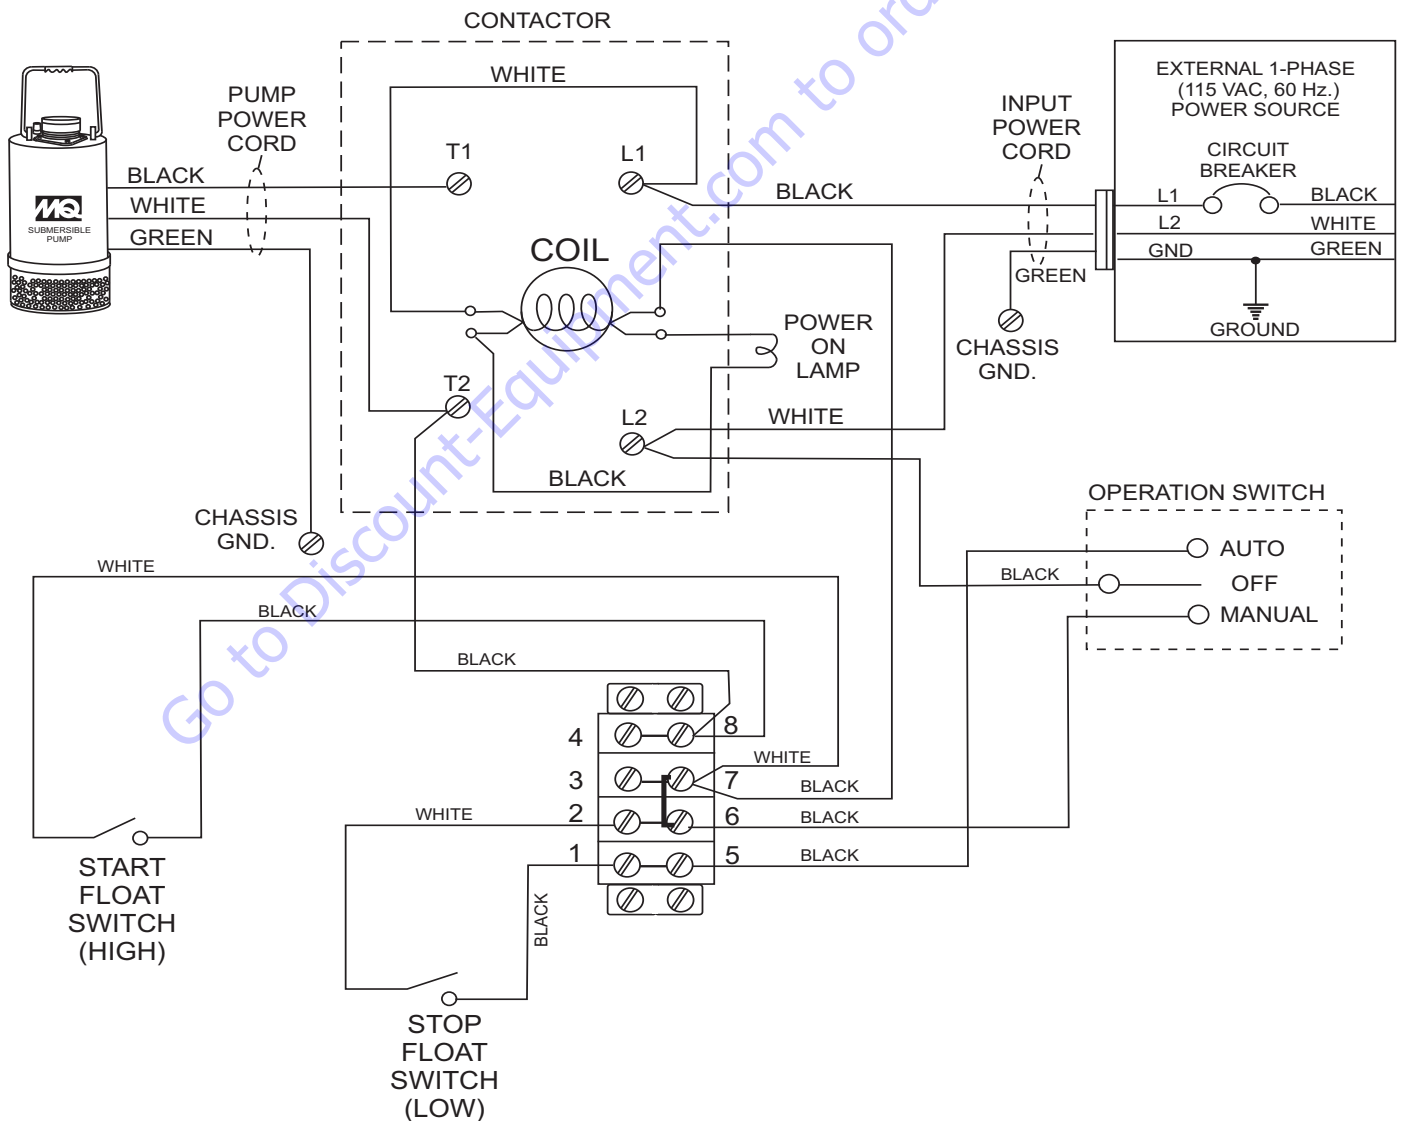 CONTACTOR
WHITE
T1
L1
COIL
T2
L2
BLACK
WHITE
POWER
ON
LAMP
PUMP
POWER
CORD
BLACK
WHITE
GREEN
MQ
SUBMERSIBLE
PUMP
CHASSIS
GND.
INPUT
POWER
CORD
BLACK
GREEN
CHASSIS
GND.
EXTERNAL 1-PHASE
(115 VAC, 60 Hz.)
POWER SOURCE
CIRCUIT
BREAKER
L1
BLACK
L2
WHITE
GND
GREEN
GROUND
OPERATION SWITCH
AUTO
BLACK
OFF
MANUAL
WHITE
BLACK
BLACK
4
8
WHITE
3
7
BLACK
WHITE
2
6
BLACK
1
5
BLACK
BLACK
START
FLOAT
SWITCH
(HIGH)
STOP
FLOAT
SWITCH
(LOW)
Go to Discount-Equipment.com to ord